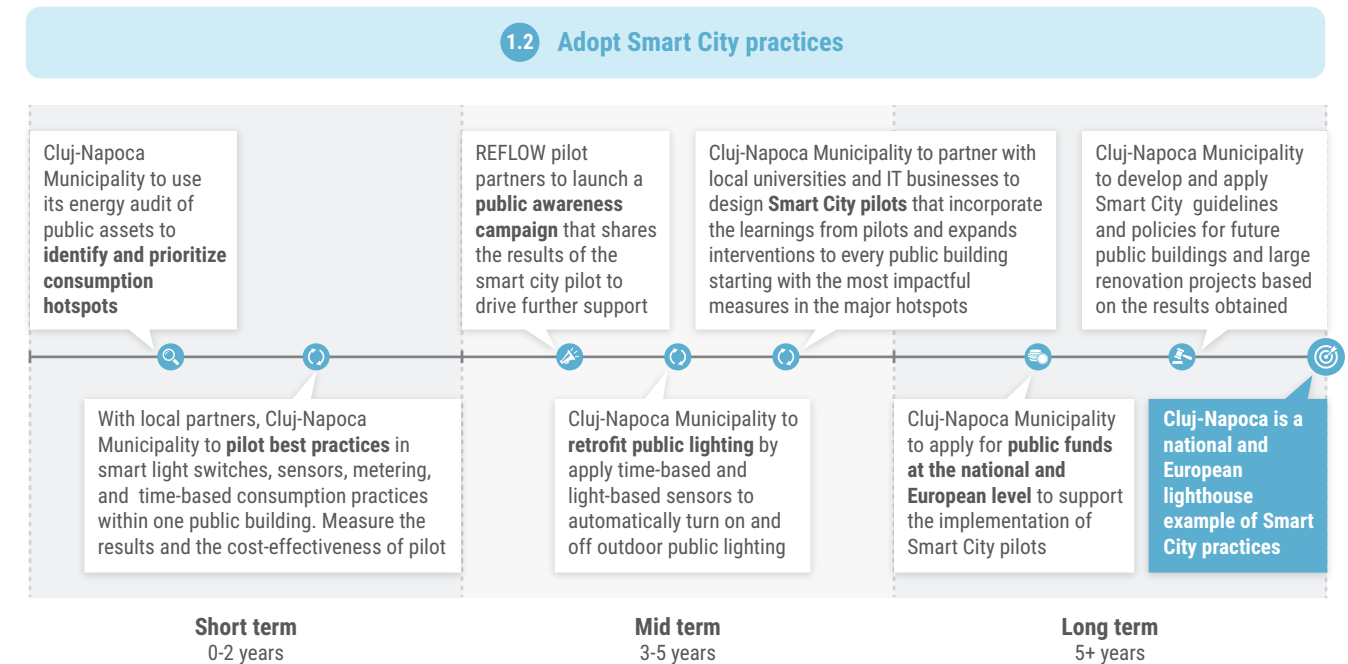 1.2 Adopt Smart City practices
Cluj-Napoca
Municipality to use
its energy audit of
public assets to
identify and prioritize
consumption
hotspots
REFLOW pilot
partners to launch a
public awareness
campaign that shares
the results of the
smart city pilot to
drive further support
Cluj-Napoca Municipality to partner with
local universities and IT businesses to
design Smart City pilots that incorporate
the learnings from pilots and expands
interventions to every public building
starting with the most impactful
measures in the major hotspots
Cluj-Napoca Municipality
to develop and apply
Smart City guidelines
and policies for future
public buildings and large
renovation projects based
on the results obtained
With local partners, Cluj-Napoca
Municipality to pilot best practices in
smart light switches, sensors, metering,
and time-based consumption practices
within one public building. Measure the
results and the cost-effectiveness of pilot
Cluj-Napoca Municipality to
retrofit public lighting by
apply time-based and
light-based sensors to
automatically turn on and
off outdoor public lighting
Cluj-Napoca Municipality
to apply for public funds
at the national and
European level to support
the implementation of
Smart City pilots
Cluj-Napoca is a
national and
European
lighthouse
example of Smart
City practices
Short term
0-2 years
Mid term
3-5 years
Long term
5+ years